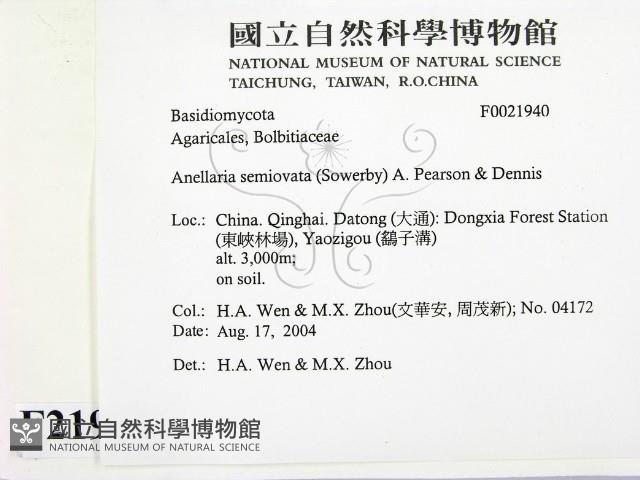 國立自然科學博物館
NATIONAL MUSEUM OF NATURAL SCIENCE
TAICHUNG, TAIWAN, R.O.CHINA
Basidiomycota F0021940
Agaricales, Bolbitiaceae
Anellaria semiovata (Sowerby) A. Pearson & Dennis
Loc.: China. Qinghai. Datong (大通): Dongxia Forest Station
(東峽林場), Yaozigou (鷂子溝)
alt. 3,000m;
on soil.
Col.: H.A. Wen & M.X. Zhou(文華安, 周茂新); No. 04172
Date: Aug. 17, 2004
Det.: H.A. Wen & M.X. Zhou
F219
國立自然科學博物館
NATIONAL MUSEUM OF NATURAL SCIENCE